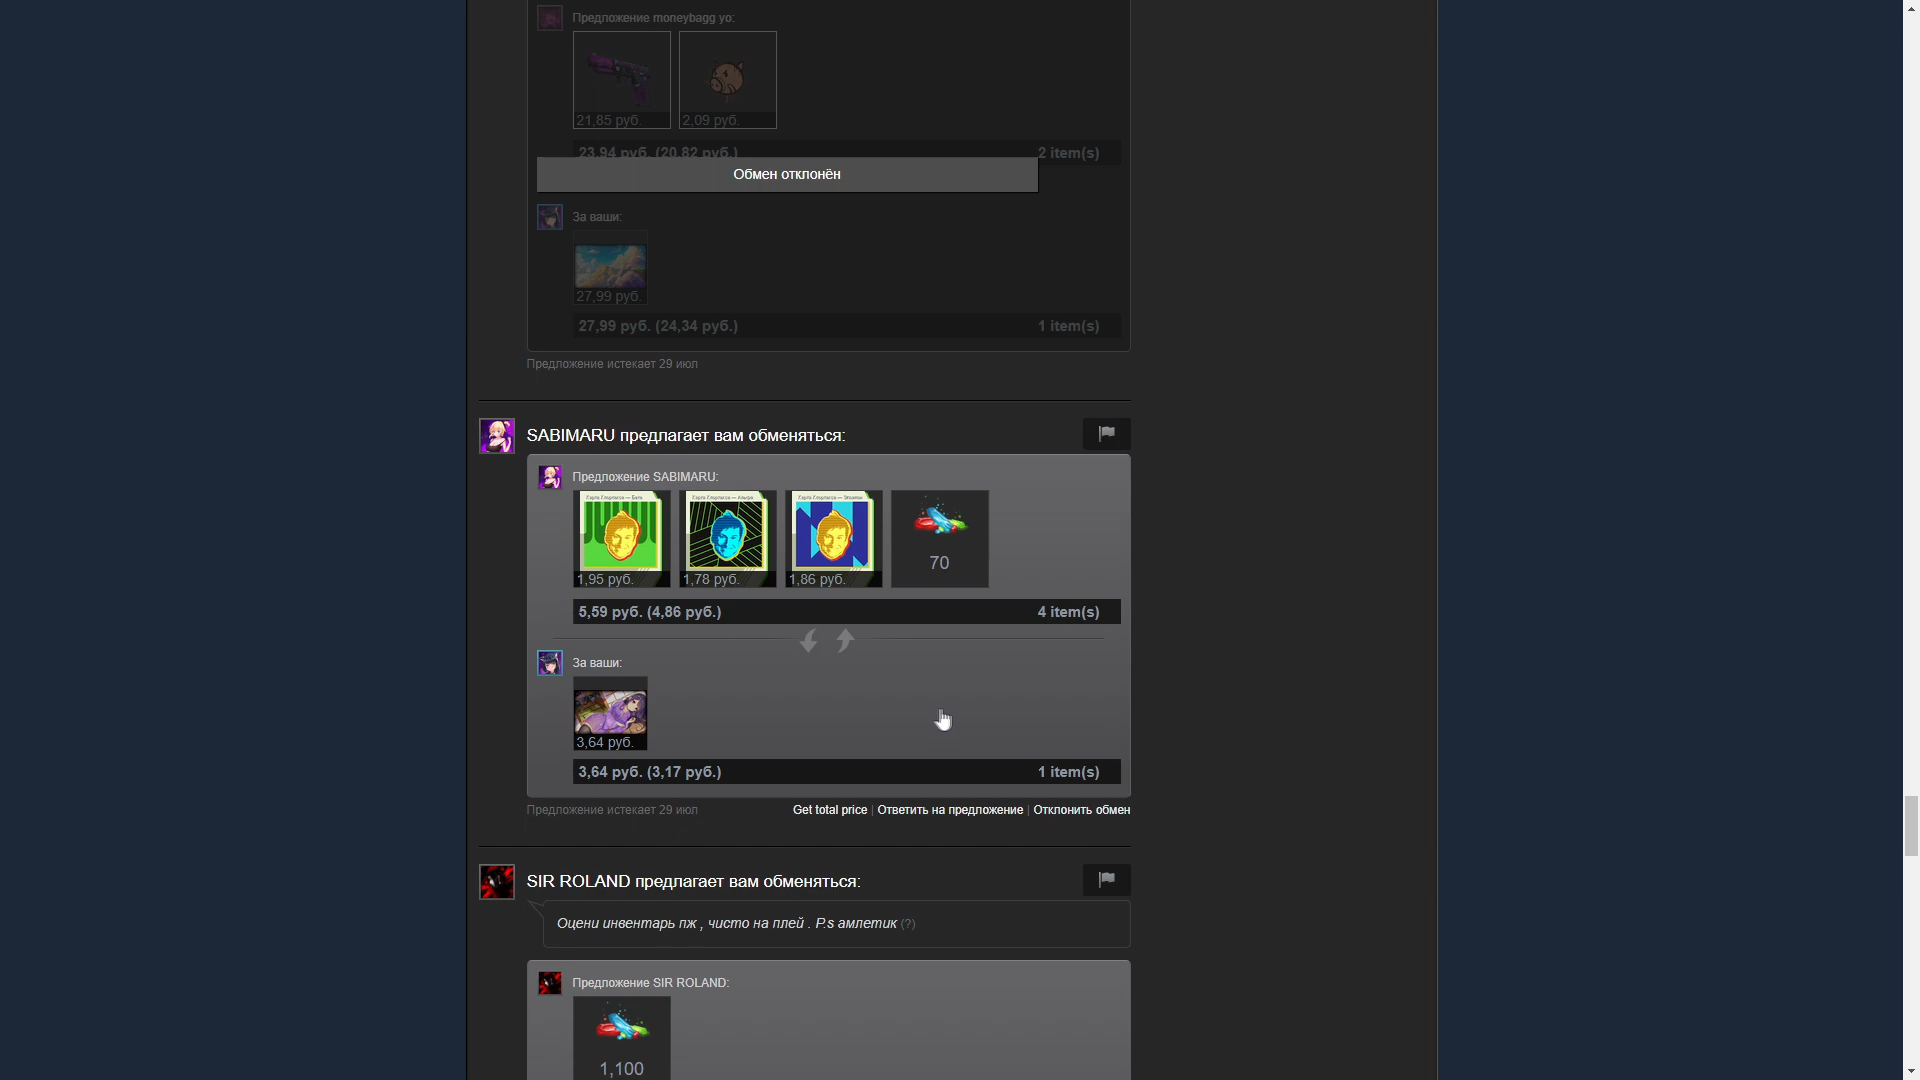 Предложение moneybagg yo:
21,85 руб.
2,09 руб.
23,94 руб. (20,82 руб.)
2 item(s)
Обмен отклонён
За ваши:
27,99 руб.
27,99 руб. (24,34 руб.)
1 item(s)
Предложение истекает 29 июл
SABIMARU предлагает вам обменяться:
Предложение SABIMARU:
1,95 руб.
1,78 руб.
1,86 руб.
70
5,59 руб. (4,86 руб.)
4 item(s)
За ваши:
3,64 руб.
3,64 руб. (3,17 руб.)
1 item(s)
Предложение истекает 29 июл
Get total price | Ответить на предложение | Отклонить обмен
SIR ROLAND предлагает вам обменяться:
Оцени инвентарь пж , чисто на плей . P.s амлетик (?)
Предложение SIR ROLAND:
1,100